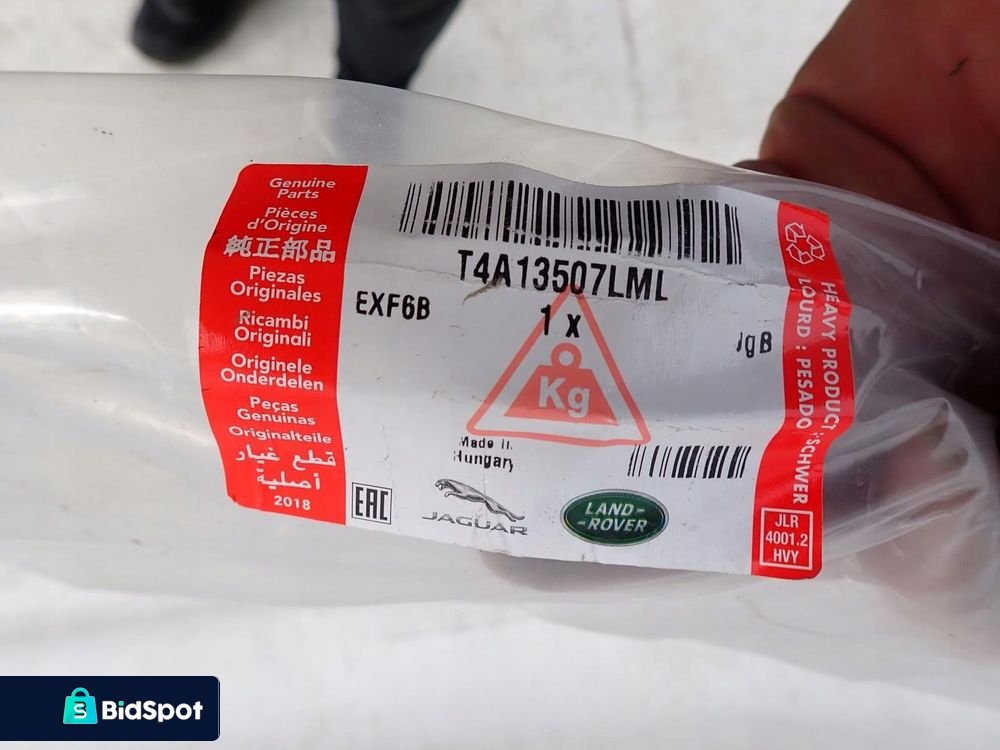 Genuine
Parts
Pièces
d'Origine
純正部品
Piezas
Originales
Ricambi
Originali
Originele
Onderdelen
Peças
Genuinas
Originalteile
قطع غيار
أصلية
2018
T4A13507LML
EXF6B
1 x
Kg
Made
Hungary
EAC
JAGUAR
LAND
ROVER
HEAVY PRODUCT
LOURD : PESADO SCHWER
JLR
4001.2
HVY
BidSpot